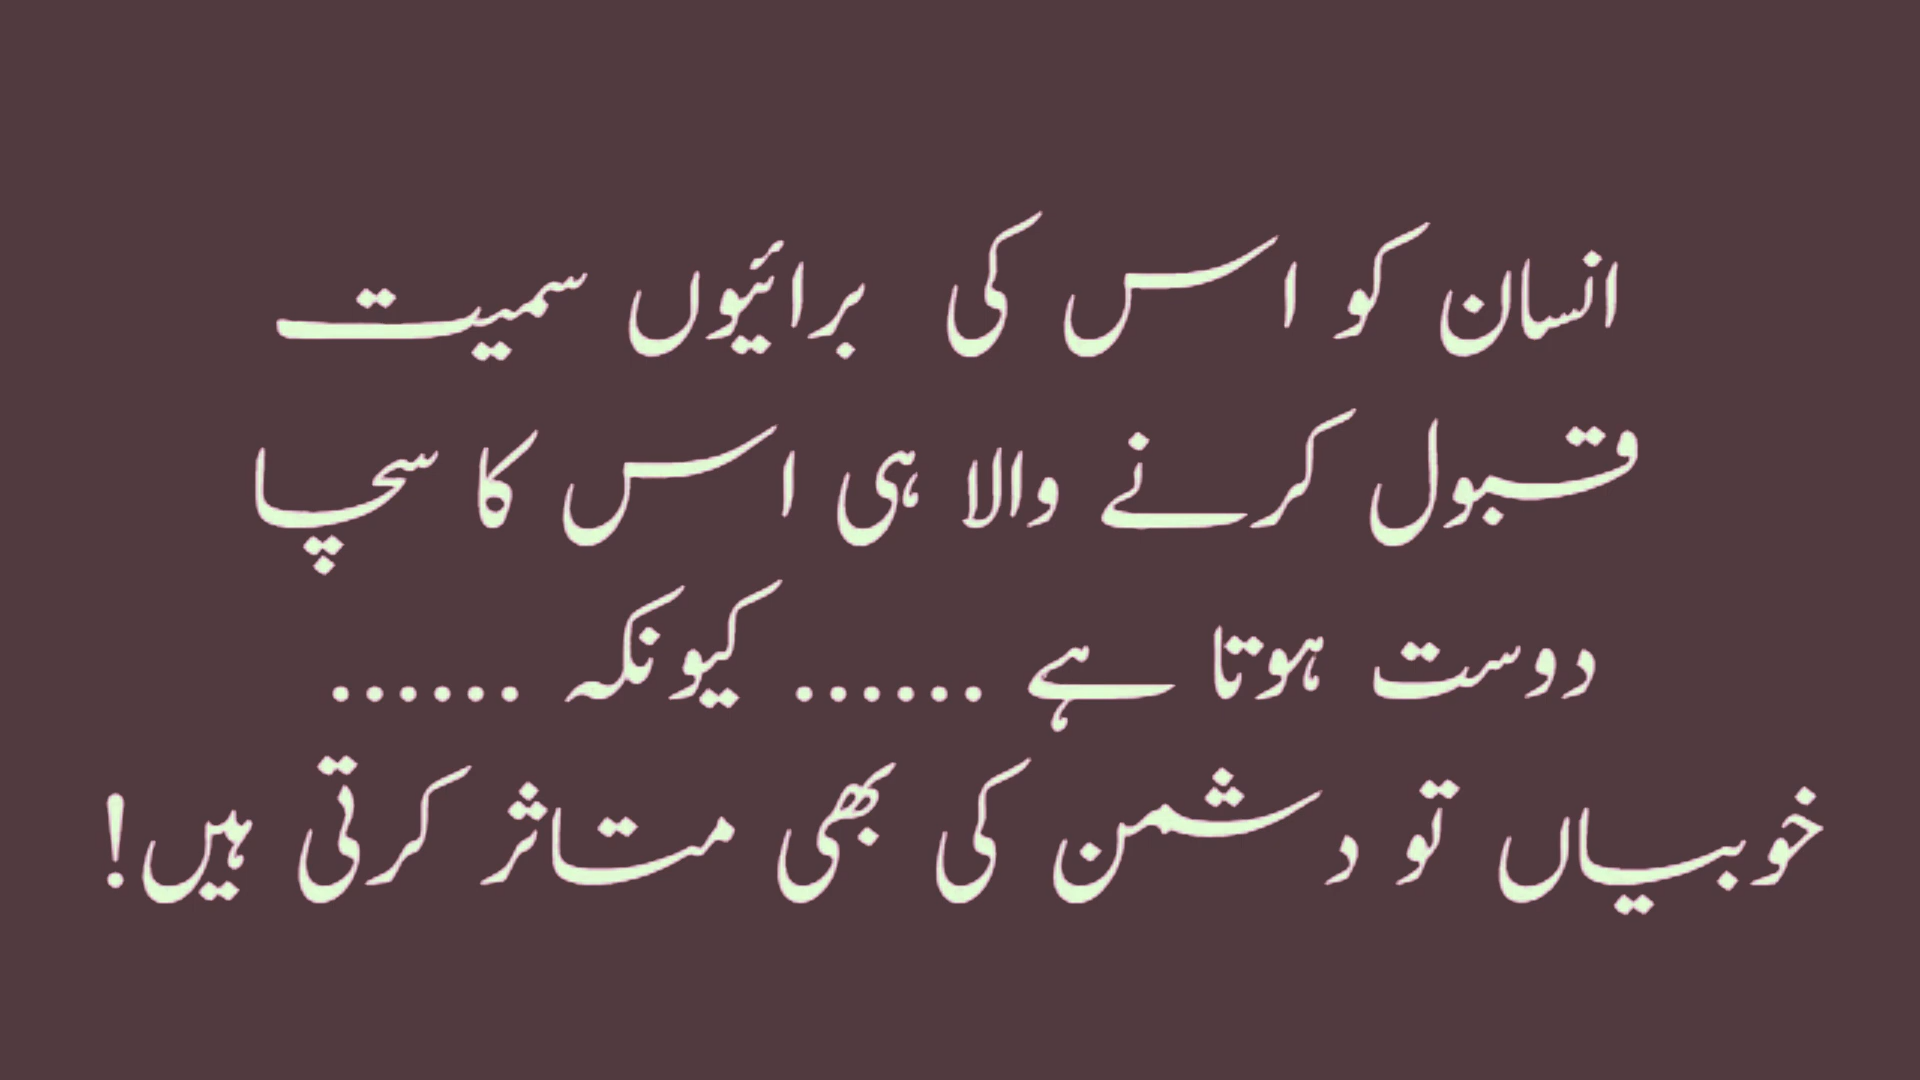 انسان کو اس کی برائیوں سمیت
قبول کرنے والا ہی اس کا سچا
دوست ہوتا ہے ...... کیونکہ ......
خوبیاں تو دشمن کی بھی متاثر کرتی ہیں!